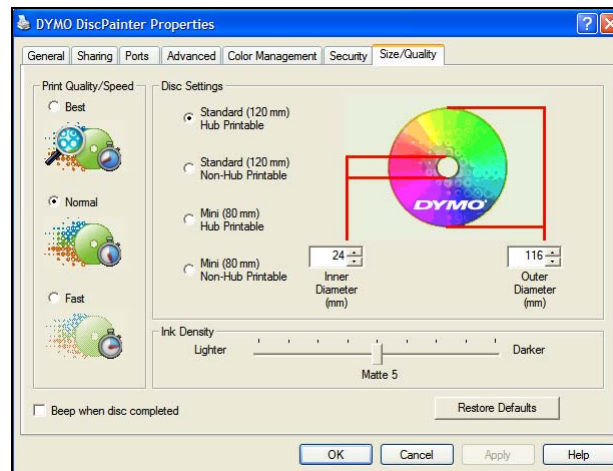 DYMO DiscPainter Properties
General Sharing Ports Advanced Color Management Security Size/Quality
Print Quality/Speed
Best
Normal
Fast
Disc Settings
Standard (120 mm)
Hub Printable
Standard (120 mm)
Non-Hub Printable
Mini (80 mm)
Hub Printable
Mini (80 mm)
Non-Hub Printable
DYMO
24
Inner
Diameter
(mm)
116
Outer
Diameter
(mm)
Ink Density
Lighter Darker
Matte 5
Beep when disc completed
Restore Defaults
OK Cancel Apply Help